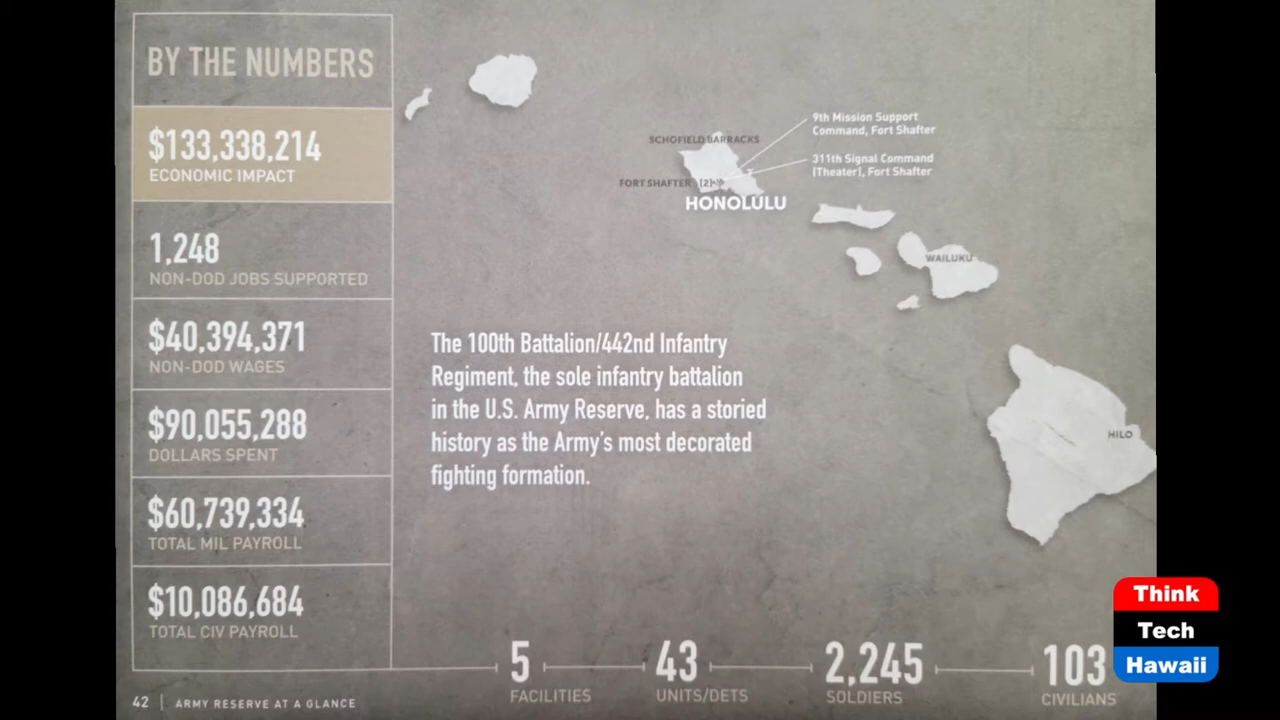 BY THE NUMBERS
$133,338,214
ECONOMIC IMPACT
1,248
NON-DOD JOBS SUPPORTED
$40,394,371
NON-DOD WAGES
$90,055,288
DOLLARS SPENT
$60,739,334
TOTAL MIL PAYROLL
$10,086,684
TOTAL CIV PAYROLL
SCHOFIELD BARRACKS
FORT SHAFTER (2)
HONOLULU
9th Mission Support
Command, Fort Shafter
311th Signal Command
(Theater), Fort Shafter
WAILUKU
HILO
The 100th Battalion/442nd Infantry
Regiment, the sole infantry battalion
in the U.S. Army Reserve, has a storied
history as the Army's most decorated
fighting formation.
5
FACILITIES
43
UNITS/DETS
2,245
SOLDIERS
103
CIVILIANS
42 | ARMY RESERVE AT A GLANCE
Think
Tech
Hawaii